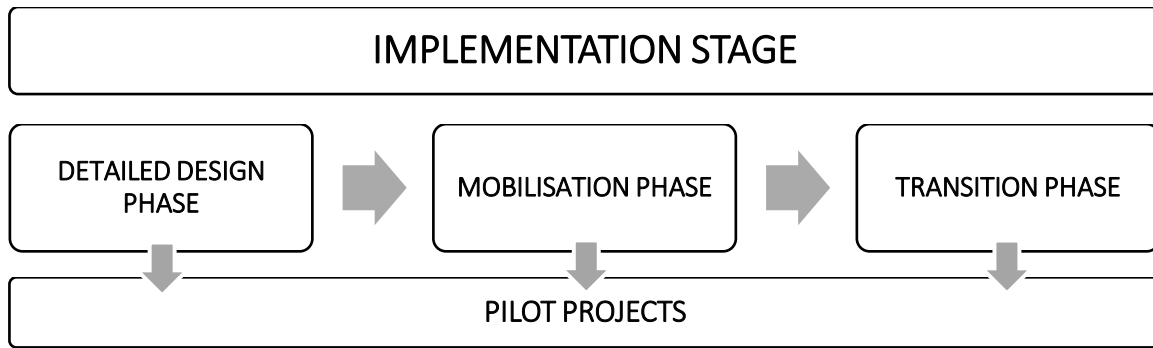 IMPLEMENTATION STAGE
DETAILED DESIGN
PHASE
MOBILISATION PHASE
TRANSITION PHASE
PILOT PROJECTS